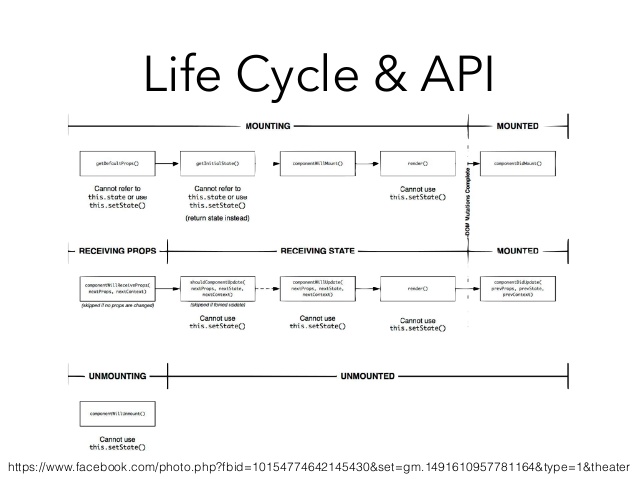 Life Cycle & API
MOUNTING
MOUNTED
getDefaultProps()
getInitialState()
componentWillMount()
render()
componentDidMount()
Cannot refer to
this.state or use
this.setState()
Cannot refer to
this.state or use
this.setState()
(return state instead)
Cannot use
this.setState()
DOM Mutations Complete
RECEIVING PROPS
RECEIVING STATE
MOUNTED
componentWillReceiveProps(
nextProps, nextContext)
(skipped if no props are changed)
shouldComponentUpdate(
nextProps, nextState,
nextContext)
(skipped if forced update)
Cannot use
this.setState()
componentWillUpdate(
nextProps, nextState,
nextContext)
Cannot use
this.setState()
render()
Cannot use
this.setState()
componentDidUpdate(
prevProps, prevState,
prevContext)
UNMOUNTING
UNMOUNTED
componentWillUnmount()
Cannot use
this.setState()
https://www.facebook.com/photo.php?fbid=10154774642145430&set=gm.1491610957781164&type=1&theater